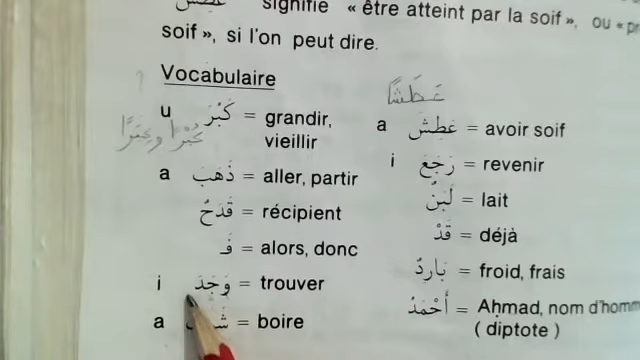 signifie « être atteint par la soif », ou «
soif », si l'on peut dire.
Vocabulaire
u كَبُرَ = grandir,
vieillir
a ذَهَبَ = aller, partir
قَدَحٌ = récipient
فَ = alors, donc
i وَجَدَ = trouver
a = boire
عَطَشًا
a عَطِشَ = avoir soif
i رَجَعَ = revenir
لَبَنٌ = lait
قَدْ = déjà
بَارِدٌ = froid, frais
أَحْمَدُ = Aḥmad, nom d'homm
( diptote )